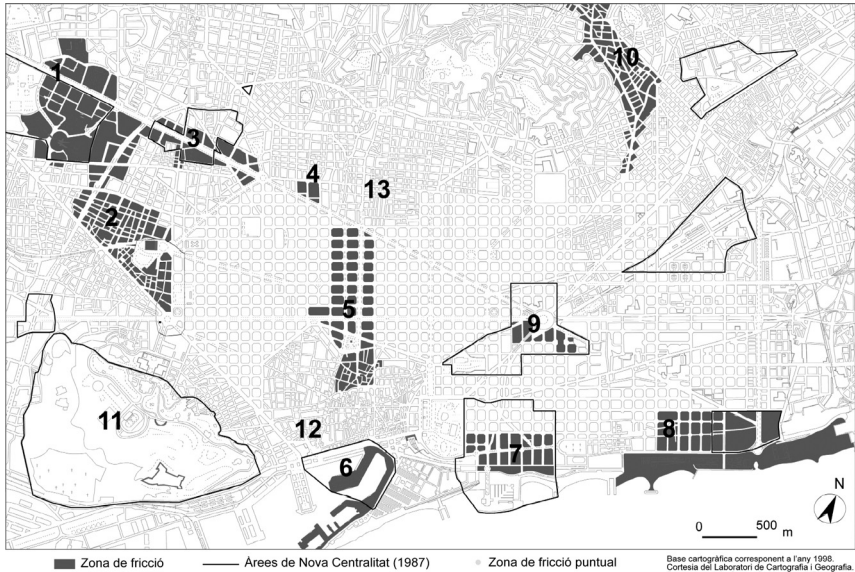 10
1
3
4
13
2
5
9
11
12
8
7
6
N
0 500 m
Zona de fricció
Àrees de Nova Centralitat (1987)
Zona de fricció puntual
Base cartogràfica corresponent a l'any 1998.
Cortesia del Laboratori de Cartografia i Geografia.